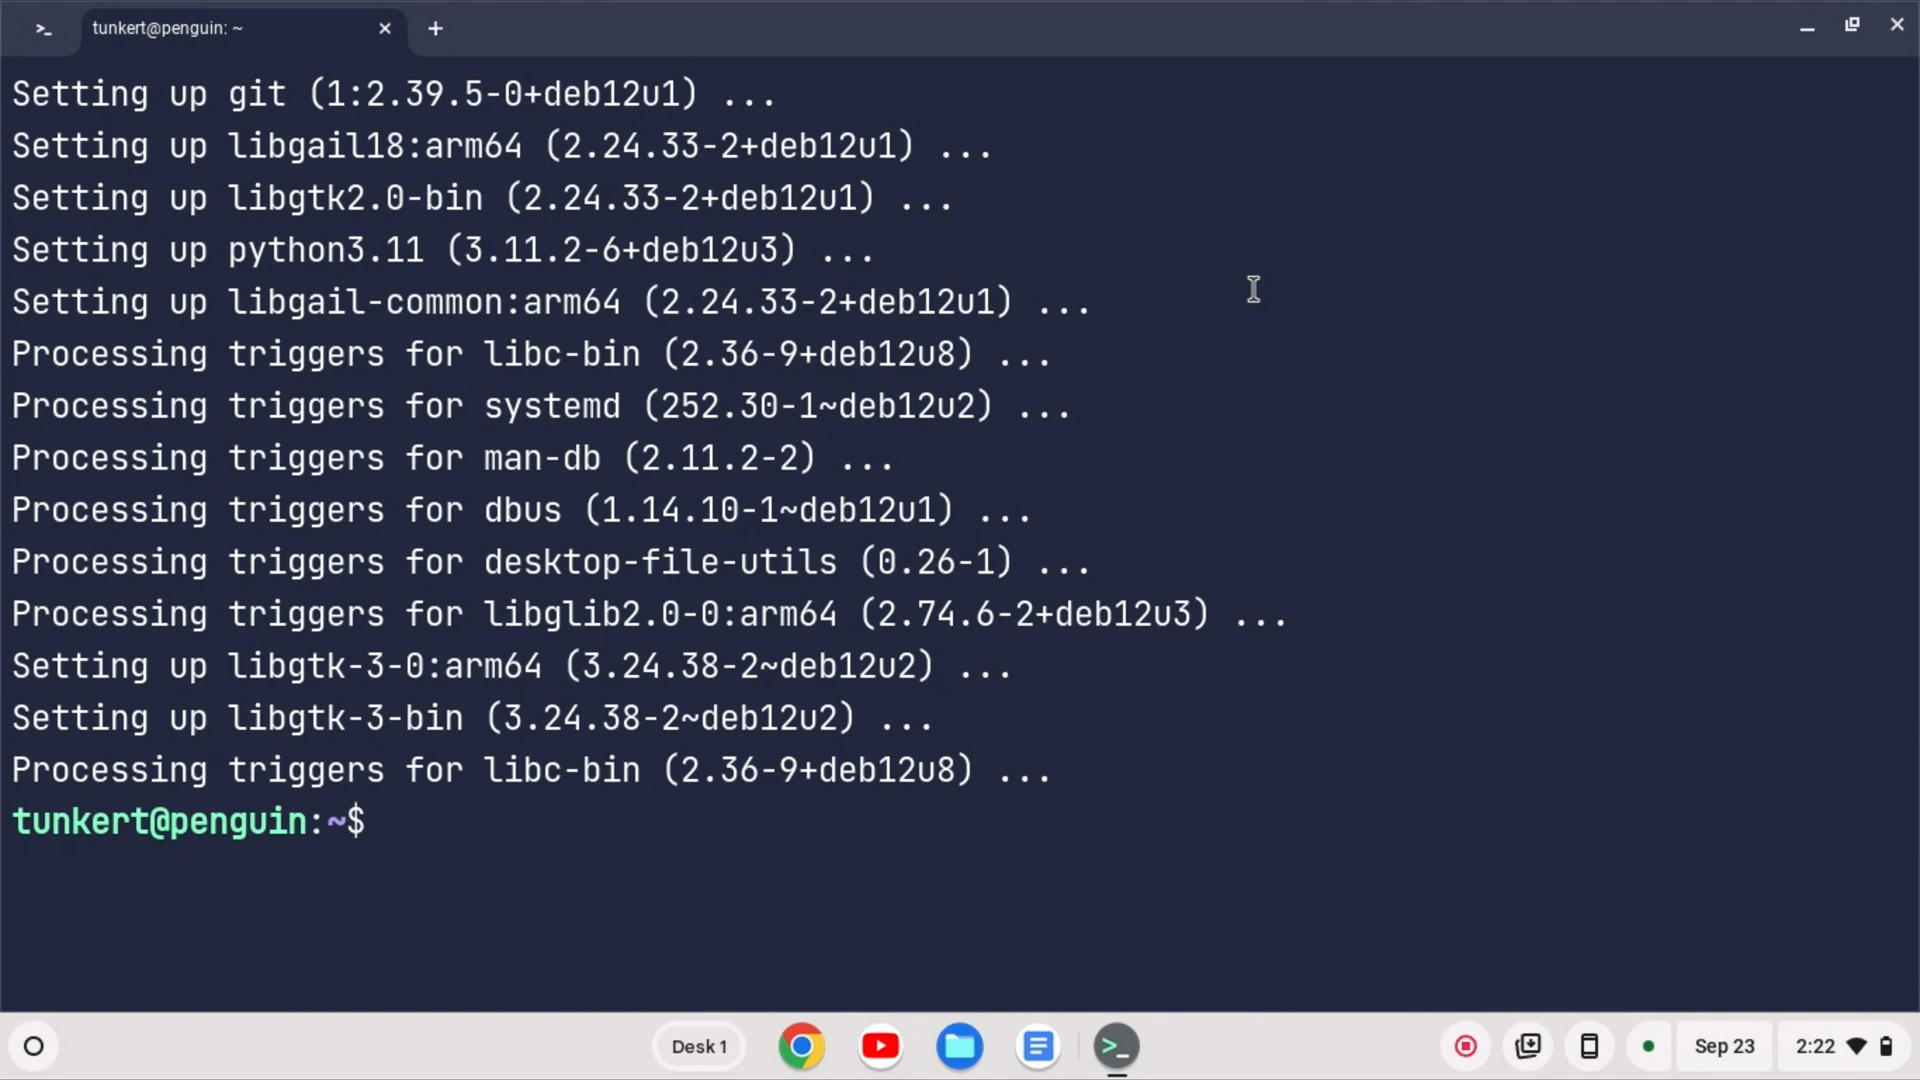 tunkert@penguin: ~
Setting up git (1:2.39.5-0+deb12u1) ...
Setting up libgail18:arm64 (2.24.33-2+deb12u1) ...
Setting up libgtk2.0-bin (2.24.33-2+deb12u1) ...
Setting up python3.11 (3.11.2-6+deb12u3) ...
Setting up libgail-common:arm64 (2.24.33-2+deb12u1) ...
Processing triggers for libc-bin (2.36-9+deb12u8) ...
Processing triggers for systemd (252.30-1~deb12u2) ...
Processing triggers for man-db (2.11.2-2) ...
Processing triggers for dbus (1.14.10-1~deb12u1) ...
Processing triggers for desktop-file-utils (0.26-1) ...
Processing triggers for libglib2.0-0:arm64 (2.74.6-2+deb12u3) ...
Setting up libgtk-3-0:arm64 (3.24.38-2~deb12u2) ...
Setting up libgtk-3-bin (3.24.38-2~deb12u2) ...
Processing triggers for libc-bin (2.36-9+deb12u8) ...
tunkert@penguin:~$
Desk 1 Sep 23 2:22